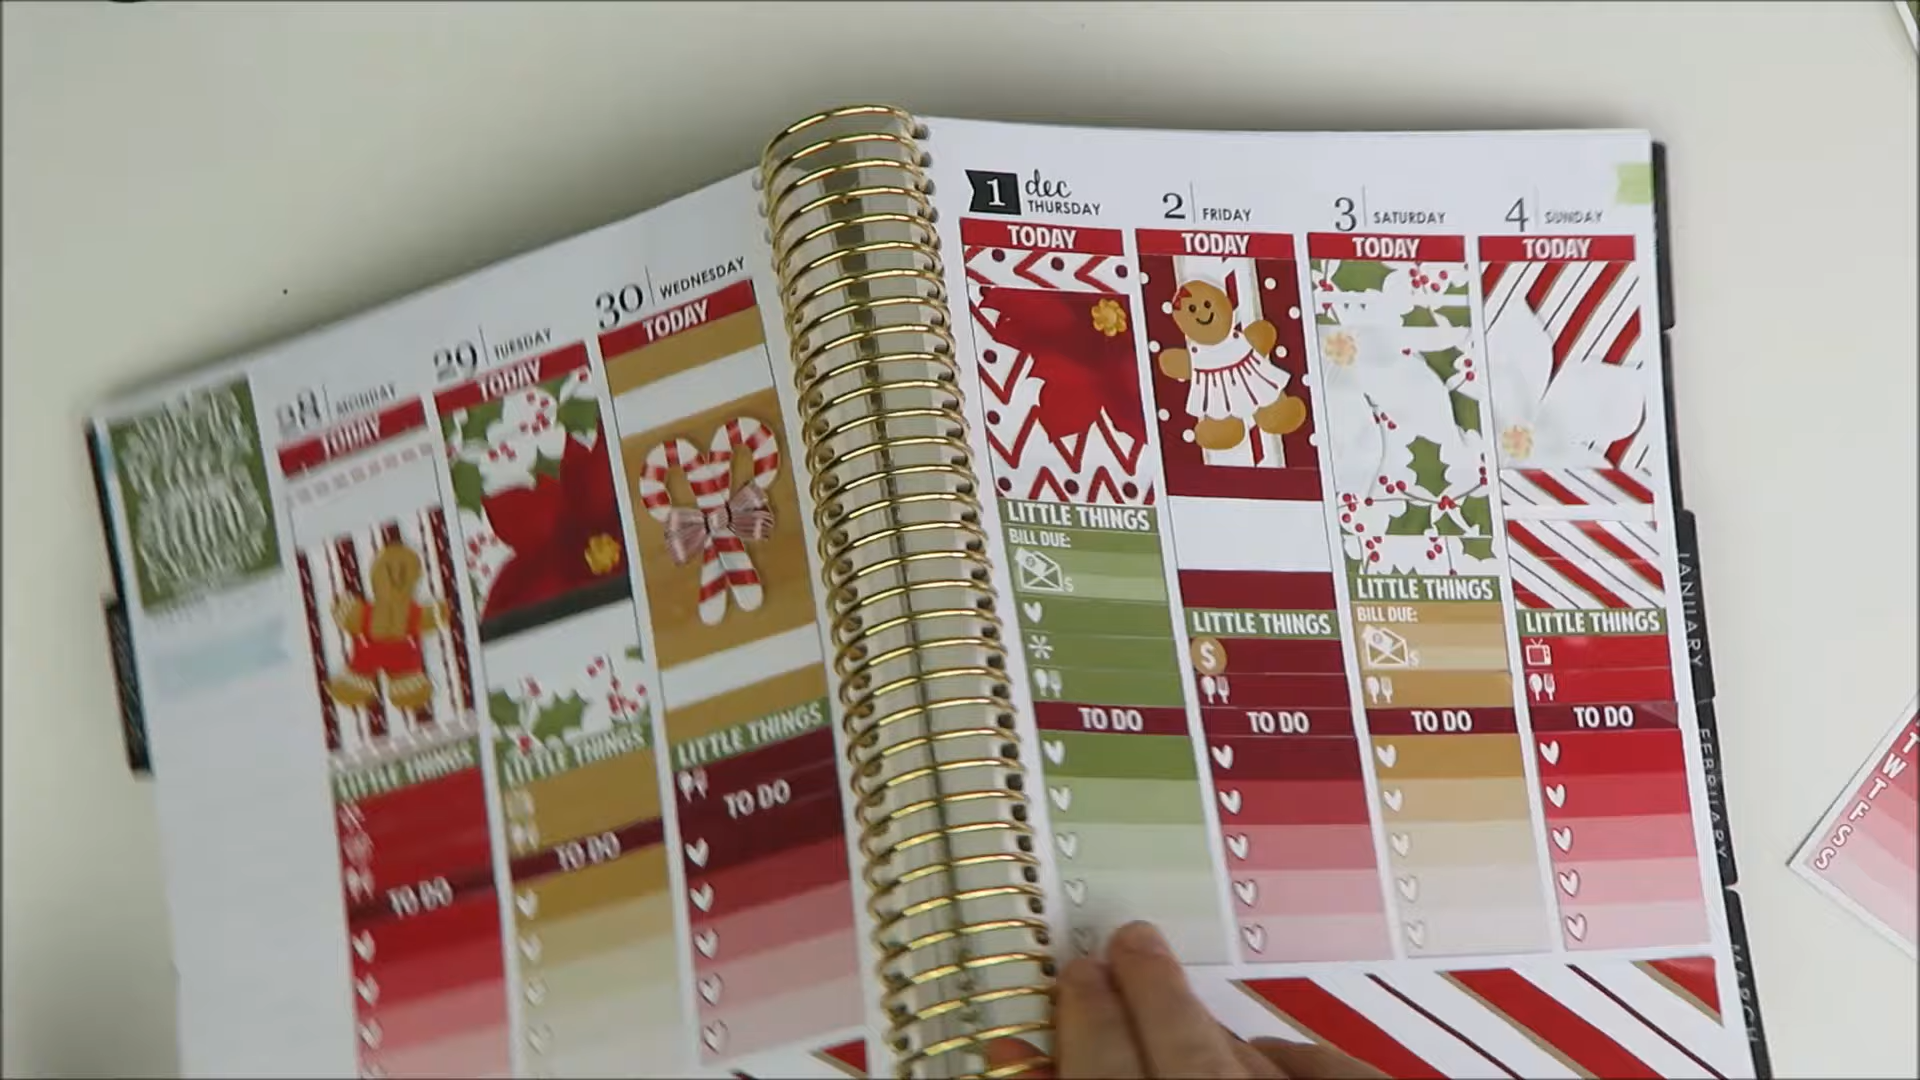 28 MONDAY
TODAY
LITTLE THINGS
TO DO
29 TUESDAY
TODAY
LITTLE THINGS
TO DO
30 WEDNESDAY
TODAY
LITTLE THINGS
TO DO
1 dec
THURSDAY
TODAY
LITTLE THINGS
BILL DUE:
$
TO DO
2 FRIDAY
TODAY
LITTLE THINGS
$
TO DO
3 SATURDAY
TODAY
LITTLE THINGS
BILL DUE:
$
TO DO
4 SUNDAY
TODAY
LITTLE THINGS
TO DO
JANUARY
FEBRUARY
MARCH
T W T F S S